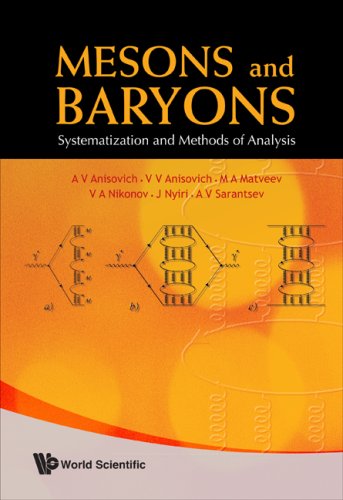 MESONS and
BARYONS
Systematization and Methods of Analysis
A V Anisovich • V V Anisovich • M A Matveev
V A Nikonov • J Nyiri • A V Sarantsev
γ* γ* γ*
a) b) c)
World Scientific